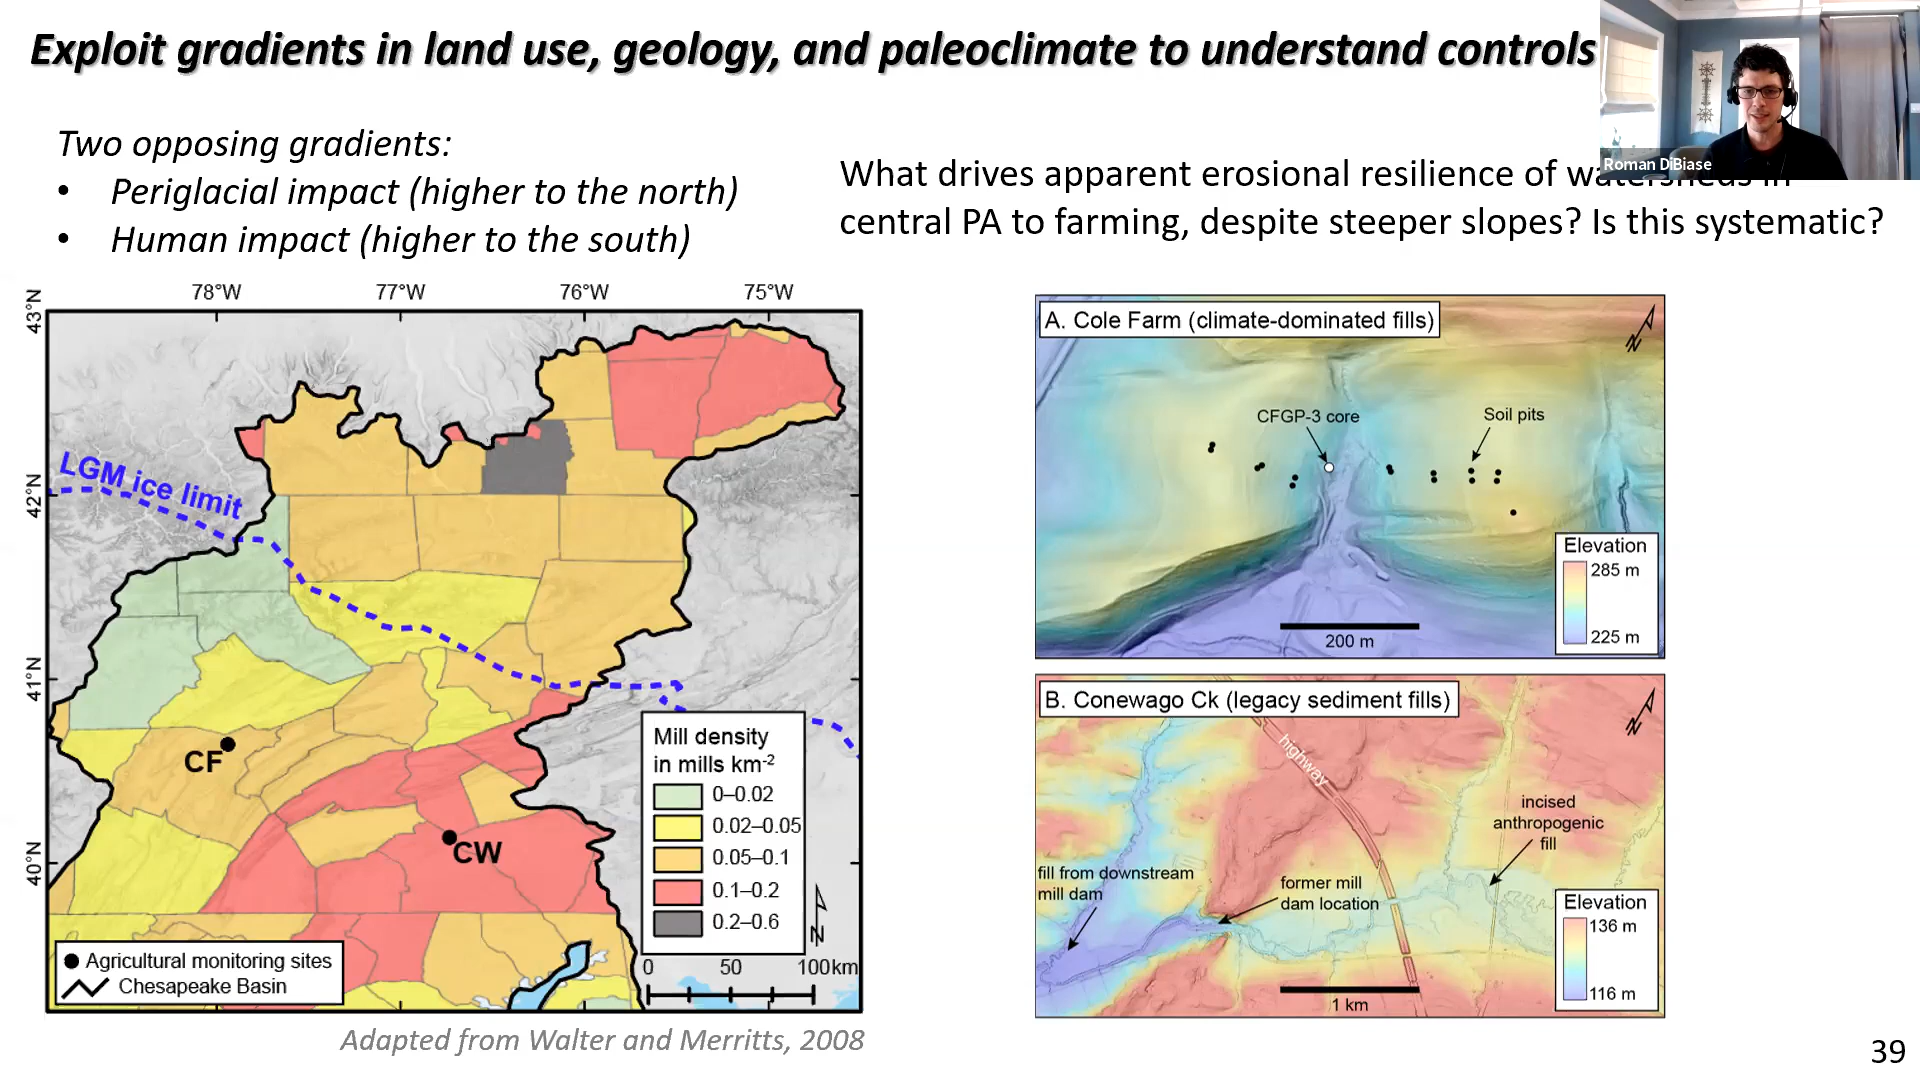 Exploit gradients in land use, geology, and paleoclimate to understand controls
Roman DiBiase
Two opposing gradients:
• Periglacial impact (higher to the north)
• Human impact (higher to the south)
What drives apparent erosional resilience of watersheds in
central PA to farming, despite steeper slopes? Is this systematic?
78°W 77°W 76°W 75°W
43°N
42°N
41°N
40°N
LGM ice limit
CF
CW
Mill density
in mills km-2
0–0.02
0.02–0.05
0.05–0.1
0.1–0.2
0.2–0.6
N
0 50 100km
Agricultural monitoring sites
Chesapeake Basin
Adapted from Walter and Merritts, 2008
A. Cole Farm (climate-dominated fills)
N
CFGP-3 core
Soil pits
Elevation
285 m
225 m
200 m
B. Conewago Ck (legacy sediment fills)
N
highway
incised
anthropogenic
fill
fill from downstream
mill dam
former mill
dam location
Elevation
136 m
116 m
1 km
39